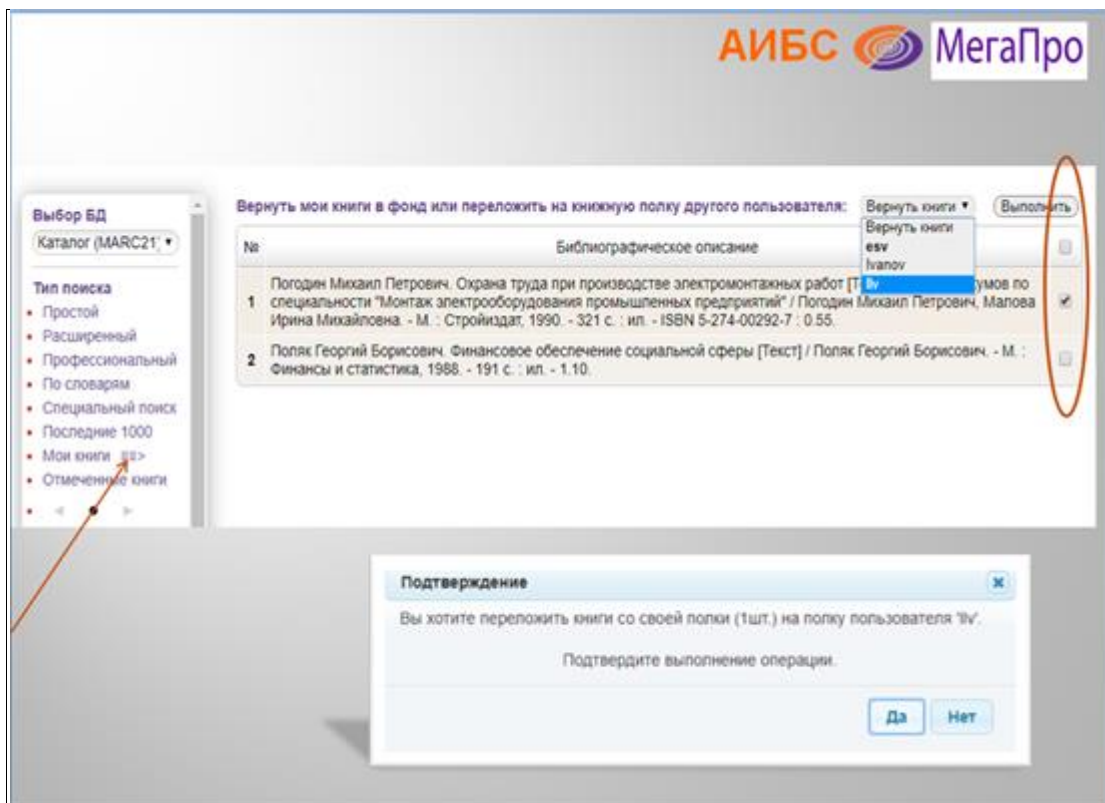 АИБС МегаПро
Выбор БД
Каталог (MARC21)
Тип поиска
• Простой
• Расширенный
• Профессиональный
• По словарям
• Специальный поиск
• Последние 1000
• Мои книги ==>
• Отмеченные книги
Вернуть мои книги в фонд или переложить на книжную полку другого пользователя: Вернуть книги Выполнить
Вернуть книги
esv
Ivanov
№ Библиографическое описание
1 Погодин Михаил Петрович. Охрана труда при производстве электромонтажных работ по
специальности "Монтаж электрооборудования промышленных предприятий" / Погодин Михаил Петрович, Малова
Ирина Михайловна. - М. : Стройиздат, 1990. - 321 с. : ил. - ISBN 5-274-00292-7 : 0.55.
2 Поляк Георгий Борисович. Финансовое обеспечение социальной сферы [Текст] / Поляк Георгий Борисович. - М. :
Финансы и статистика, 1988. - 191 с. : ил. - 1.10.
Подтверждение
Вы хотите переложить книги со своей полки (1шт.) на полку пользователя
Подтвердите выполнение операции.
Да Нет